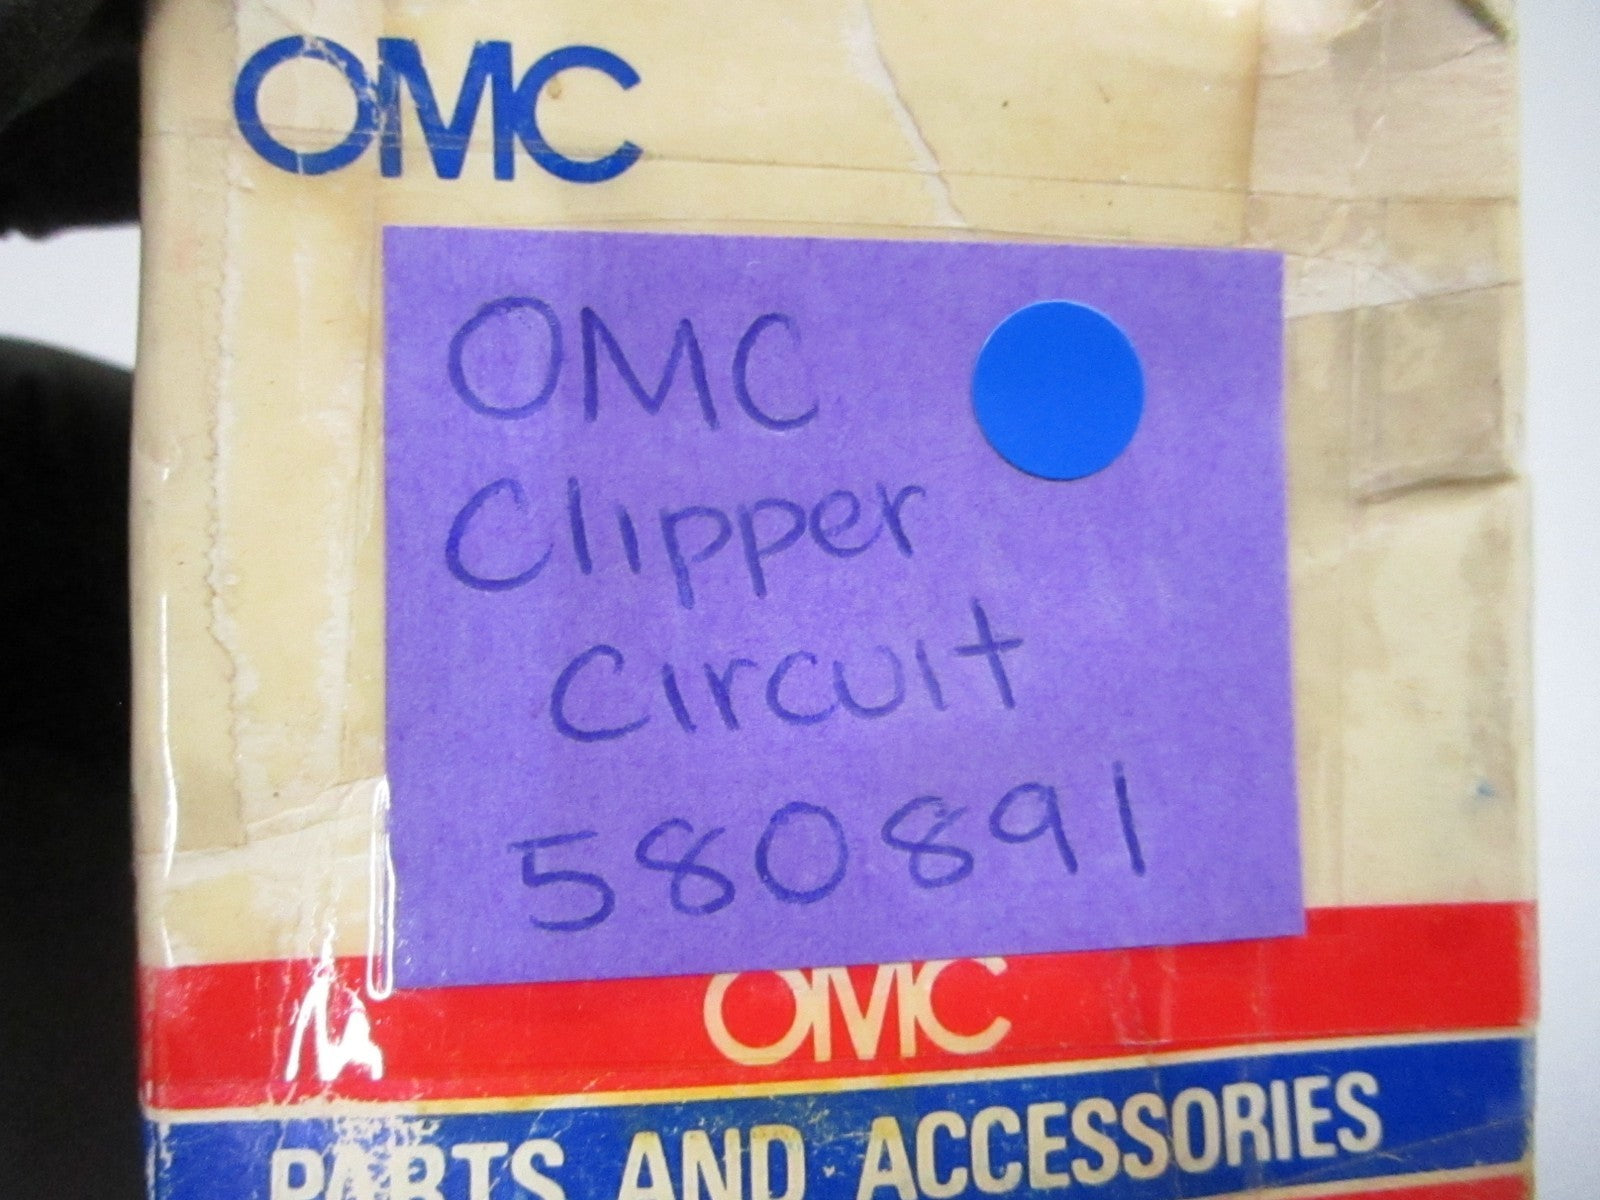 OMC
OMC
Clipper
Circuit
580891
OMC
PARTS AND ACCESSORIES